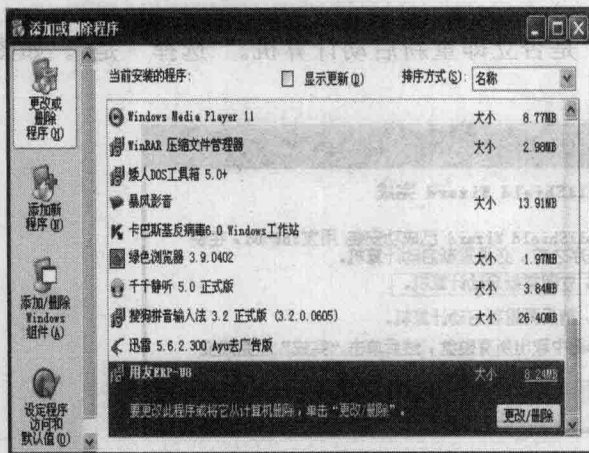 添加或删除程序
当前安装的程序:
显示更新(D)
排序方式(S):
名称
更改或
删除
程序(H)
添加新
程序(N)
添加/删除
Windows
组件(A)
设定程序
访问和
默认值(O)
Windows Media Player 11 大小 8.77MB
WinRAR 压缩文件管理器 大小 2.98MB
矮人DOS工具箱 5.0+
暴风影音 大小 13.91MB
卡巴斯基反病毒6.0 Windows工作站
绿色浏览器 3.9.0402 大小 1.97MB
千千静听 5.0 正式版 大小 3.84MB
搜狗拼音输入法 3.2 正式版 (3.2.0.0605) 大小 26.40MB
迅雷 5.6.2.300 Ayu去广告版
用友ERP-U8 大小 8.24MB
要更改此程序或将它从计算机删除，单击“更改/删除”。
更改/删除